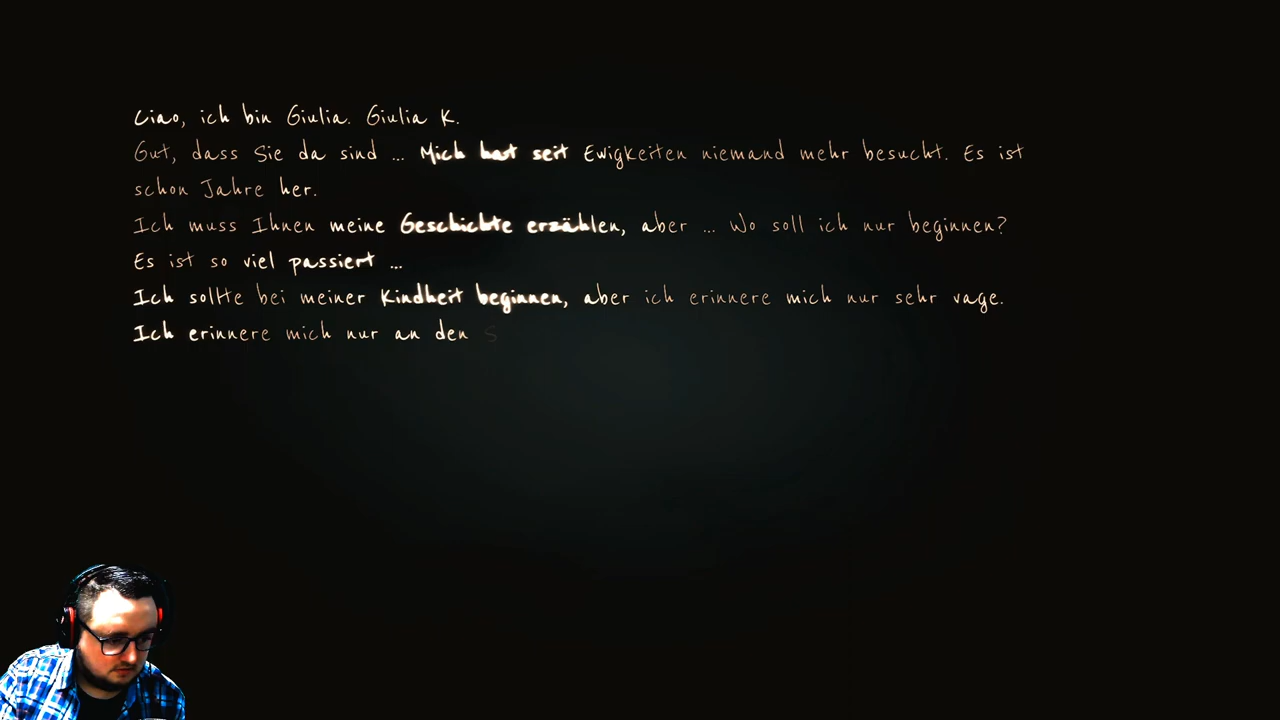 Ciao, ich bin Giulia. Giulia K.
Gut, dass Sie da sind ... Mich hat seit Ewigkeiten niemand mehr besucht. Es ist
schon Jahre her.
Ich muss Ihnen meine Geschichte erzählen, aber ... Wo soll ich nur beginnen?
Es ist so viel passiert ...
Ich sollte bei meiner Kindheit beginnen, aber ich erinnere mich nur sehr vage.
Ich erinnere mich nur an den S